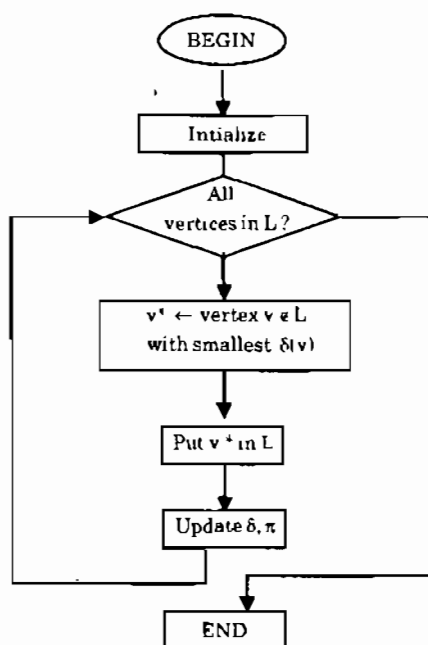 BEGIN
Intialize
All
vertices in L?
v* ← vertex v ∉ L
with smallest δ(v)
Put v* in L
Update δ, π
END